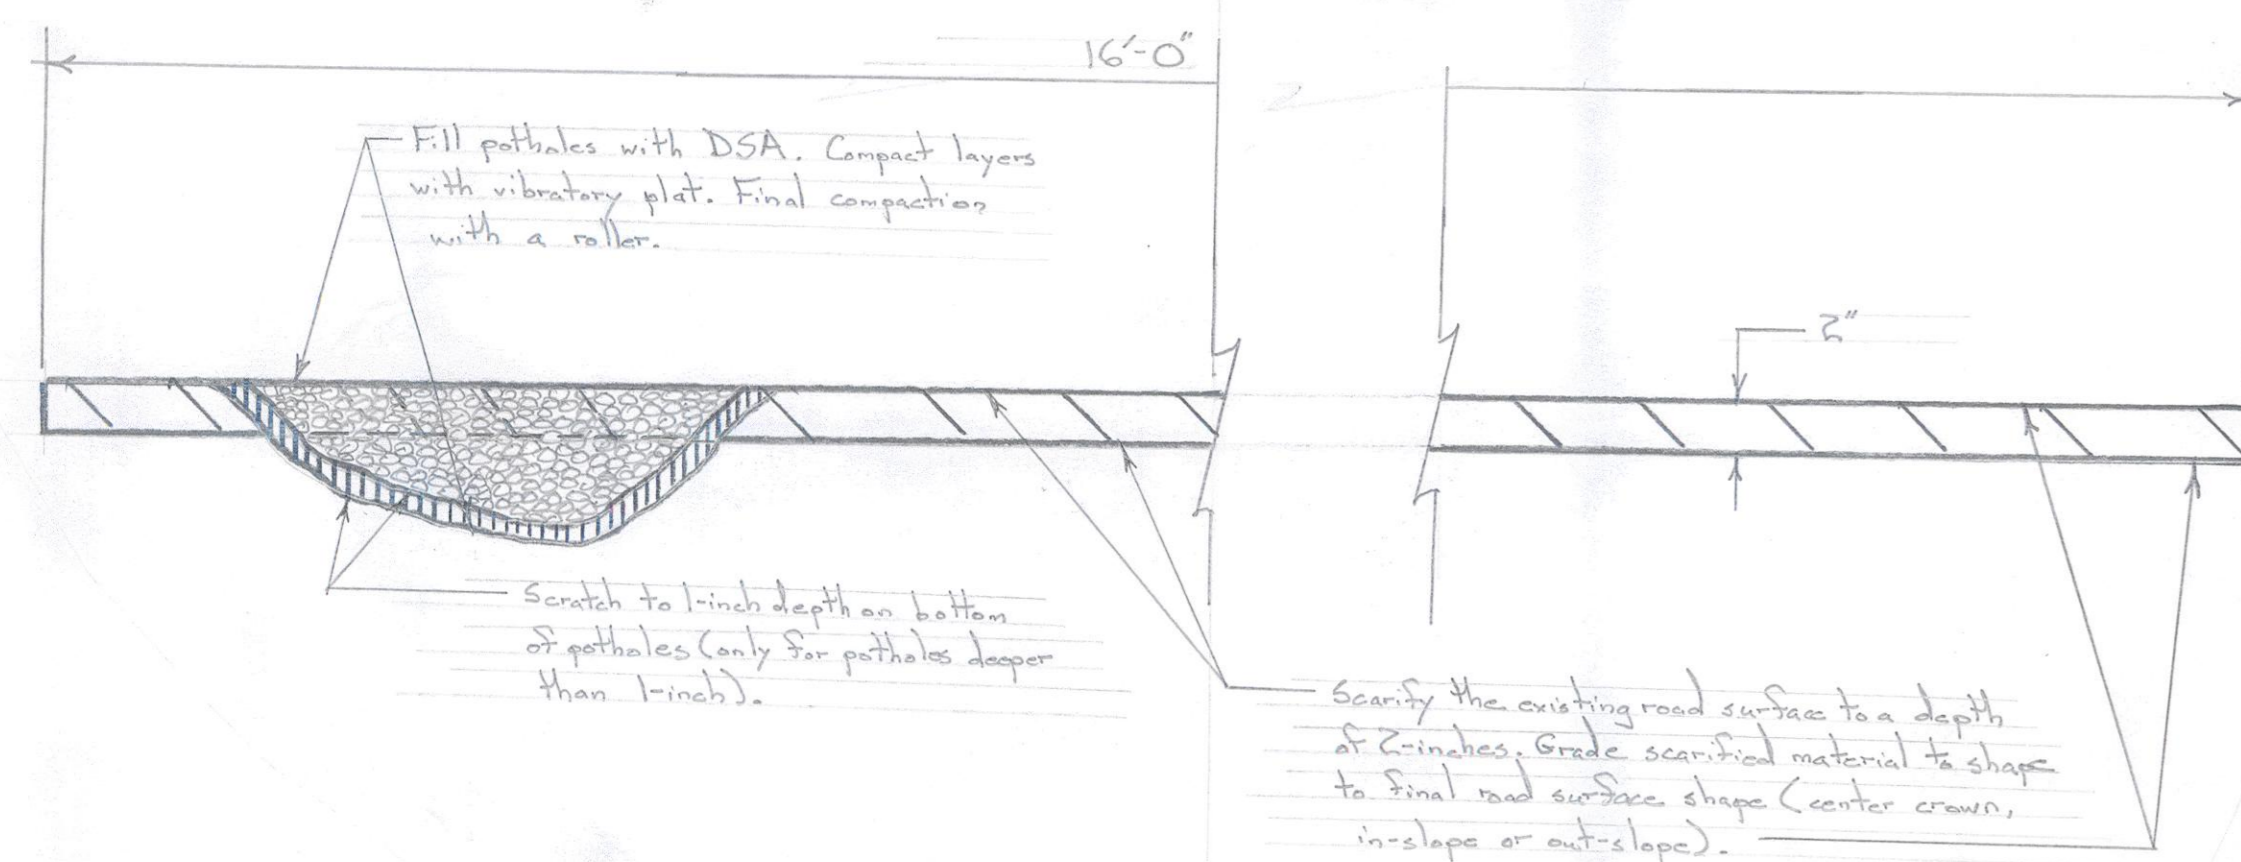 16'-0"
Fill potholes with DSA. Compact layers
with vibratory plat. Final compaction
with a roller.
2"
Scratch to 1-inch depth on bottom
of potholes (only for potholes deeper
than 1-inch).
Scarify the existing road surface to a depth
of 2-inches. Grade scarified material to shape
to final road surface shape (center crown,
in-slope or out-slope).